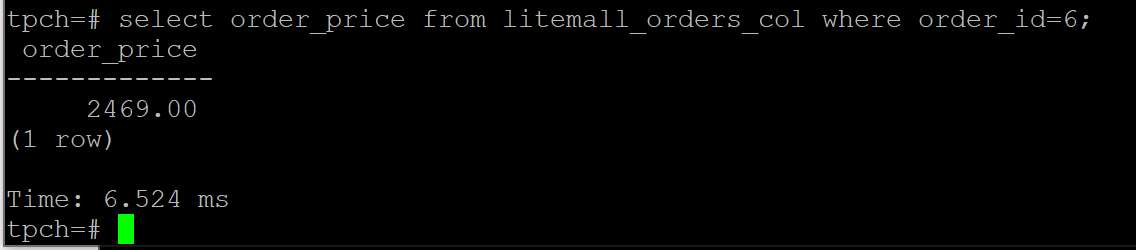 tpch=# select order_price from litemall_orders_col where order_id=6;
 order_price
-------------
     2469.00
(1 row)

Time: 6.524 ms
tpch=#